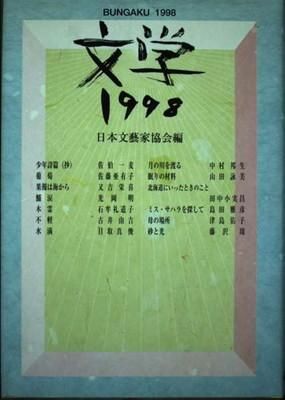 BUNGAKU 1998
文学
1998
日本文藝家協会編
少年詩篇（抄） 佐伯一麦
葡萄 佐藤亜有子
果報は海から 又吉栄喜
光岡明
木霊 石牟礼道子
不軽 古井由吉
水滴 目取真俊
月の川を渡る 中村邦生
眠りの材料 山田詠美
北海道にいったときのこと
田中小実昌
ミス・サハラを探して 島田雅彦
母の場所 津島佑子
砂と光 藤沢周